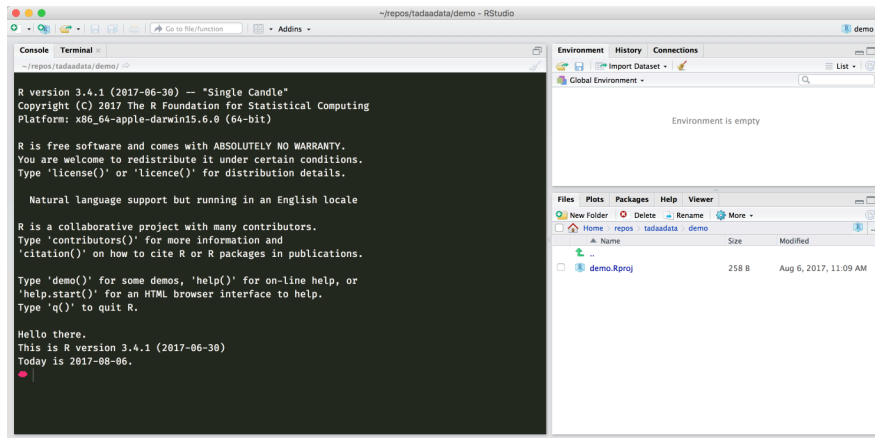 ~/repos/tadaadata/demo - RStudio
Go to file/function
Addins
demo
Console Terminal
~/repos/tadaadata/demo/
R version 3.4.1 (2017-06-30) -- "Single Candle"
Copyright (C) 2017 The R Foundation for Statistical Computing
Platform: x86_64-apple-darwin15.6.0 (64-bit)
R is free software and comes with ABSOLUTELY NO WARRANTY.
You are welcome to redistribute it under certain conditions.
Type 'license()' or 'licence()' for distribution details.
Natural language support but running in an English locale
R is a collaborative project with many contributors.
Type 'contributors()' for more information and
'citation()' on how to cite R or R packages in publications.
Type 'demo()' for some demos, 'help()' for on-line help, or
'help.start()' for an HTML browser interface to help.
Type 'q()' to quit R.
Hello there.
This is R version 3.4.1 (2017-06-30)
Today is 2017-08-06.
Environment History Connections
Import Dataset
List
Global Environment
Environment is empty
Files Plots Packages Help Viewer
New Folder Delete Rename More
Home repos tadaadata demo
Name Size Modified
..
demo.Rproj 258 B Aug 6, 2017, 11:09 AM